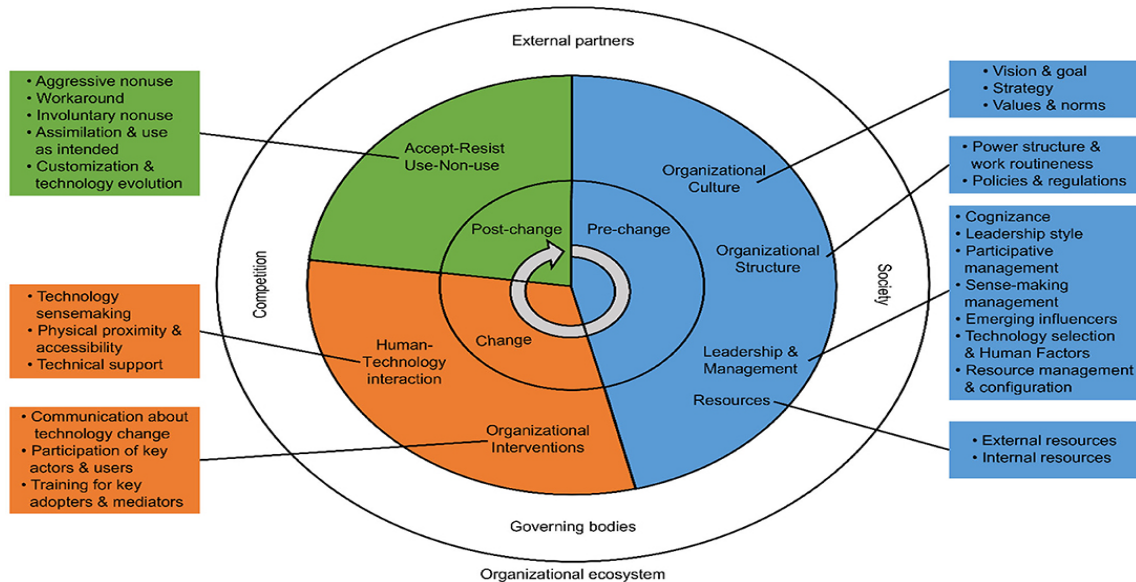 External partners
• Aggressive nonuse
• Workaround
• Involuntary nonuse
• Assimilation & use
as intended
• Customization &
technology evolution
• Vision & goal
• Strategy
• Values & norms
Accept-Resist
Use-Non-use
Organizational
Culture
• Power structure &
work routineness
• Policies & regulations
Post-change
Pre-change
Organizational
Structure
• Cognizance
• Leadership style
• Participative
management
• Sense-making
management
• Emerging influencers
• Technology selection
& Human Factors
• Resource management
& configuration
Competition
Society
• Technology
sensemaking
• Physical proximity &
accessibility
• Technical support
Change
Human-
Technology
interaction
Leadership &
Management
Resources
• Communication about
technology change
• Participation of key
actors & users
• Training for key
adopters & mediators
Organizational
Interventions
• External resources
• Internal resources
Governing bodies
Organizational ecosystem